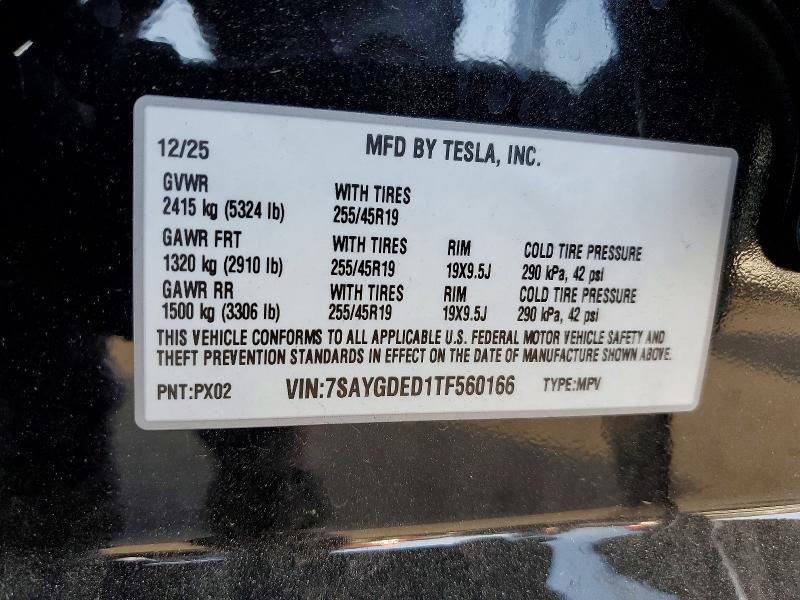 12/25 MFD BY TESLA, INC.
GVWR WITH TIRES
2415 kg (5324 lb) 255/45R19
GAWR FRT WITH TIRES RIM COLD TIRE PRESSURE
1320 kg (2910 lb) 255/45R19 19X9.5J 290 kPa, 42 psi
GAWR RR WITH TIRES RIM COLD TIRE PRESSURE
1500 kg (3306 lb) 255/45R19 19X9.5J 290 kPa, 42 psi
THIS VEHICLE CONFORMS TO ALL APPLICABLE U.S. FEDERAL MOTOR VEHICLE SAFETY AND
THEFT PREVENTION STANDARDS IN EFFECT ON THE DATE OF MANUFACTURE SHOWN ABOVE.
PNT:PX02 VIN:7SAYGDED1TF560166 TYPE:MPV